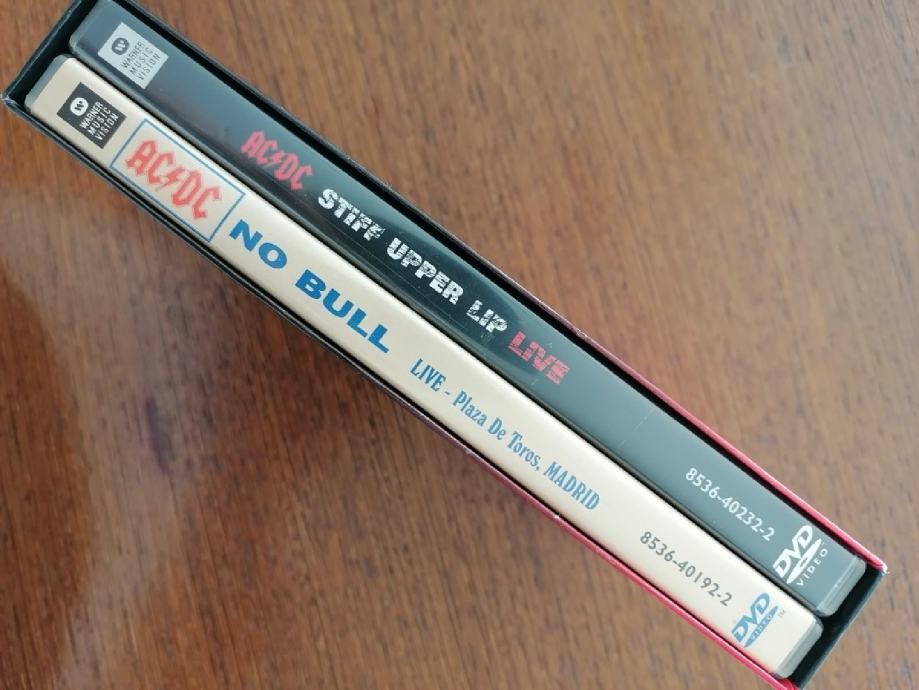 W
WARNER
MUSIC
VISION
AC/DC STIFF UPPER LIP LIVE
8536-40232-2
DVD
VIDEO
W
WARNER
MUSIC
VISION
AC/DC NO BULL LIVE - Plaza De Toros, MADRID
8536-40192-2
DVD
VIDEO
TM